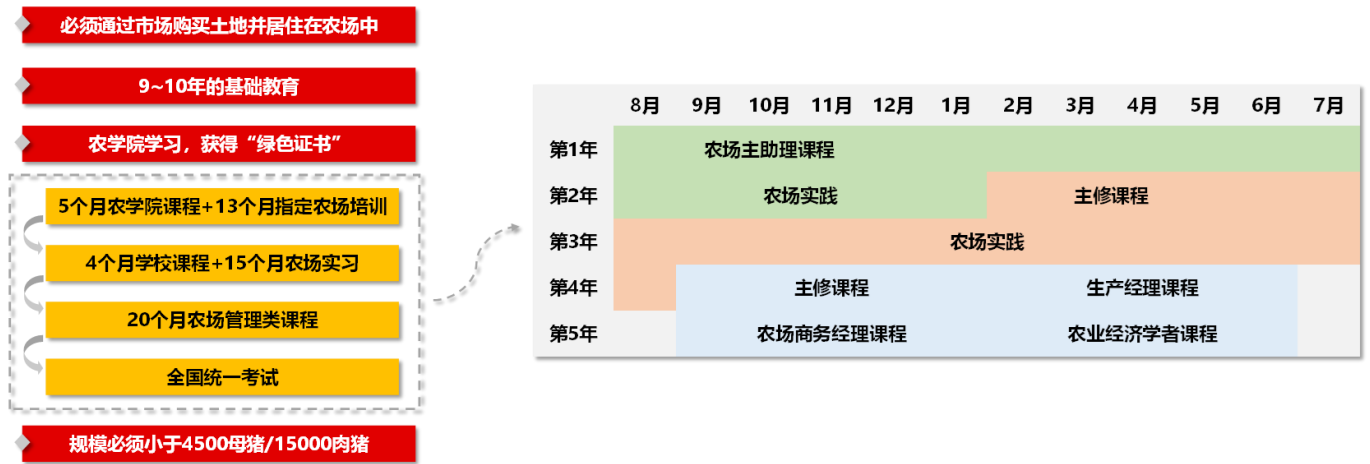 必须通过市场购买土地并居住在农场中
9~10年的基础教育
农学院学习，获得“绿色证书”
5个月农学院课程+13个月指定农场培训
4个月学校课程+15个月农场实习
20个月农场管理类课程
全国统一考试
规模必须小于4500母猪/15000肉猪
8月 9月 10月 11月 12月 1月 2月 3月 4月 5月 6月 7月
第1年 农场主助理课程
第2年 农场实践 主修课程
第3年 农场实践
第4年 主修课程 生产经理课程
第5年 农场商务经理课程 农业经济学者课程